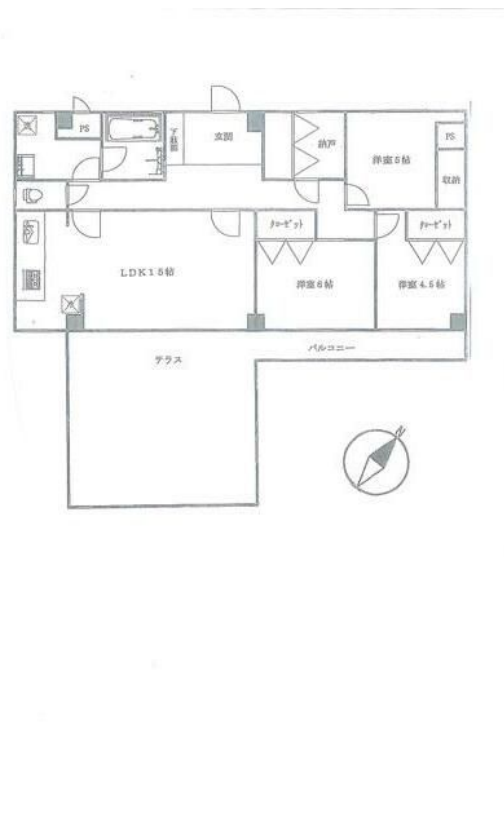 PS
下駄箱
玄関
納戸
洋室5帖
PS
収納
クローゼット
クローゼット
LDK15帖
洋室6帖
洋室4.5帖
テラス
バルコニー
N